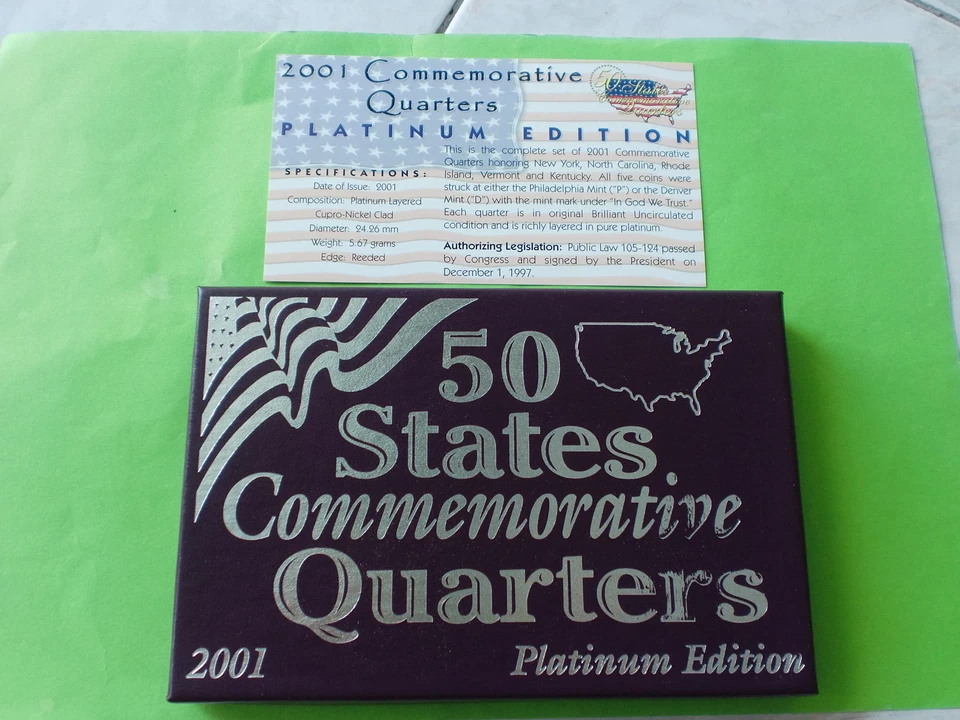 2001 Commemorative
Quarters
50 States
Commemorative
Quarters
PLATINUM EDITION
SPECIFICATIONS:
Date of Issue: 2001
Composition: Platinum Layered
Cupro-Nickel Clad
Diameter: 24.26 mm
Weight: 5.67 grams
Edge: Reeded
This is the complete set of 2001 Commemorative
Quarters honoring New York, North Carolina, Rhode
Island, Vermont and Kentucky. All five coins were
struck at either the Philadelphia Mint ("P") or the Denver
Mint ("D") with the mint mark under "In God We Trust."
Each quarter is in original Brilliant Uncirculated
condition and is richly layered in pure platinum.
Authorizing Legislation: Public Law 105-124 passed
by Congress and signed by the President on
December 1, 1997.
50
States
Commemorative
Quarters
2001
Platinum Edition